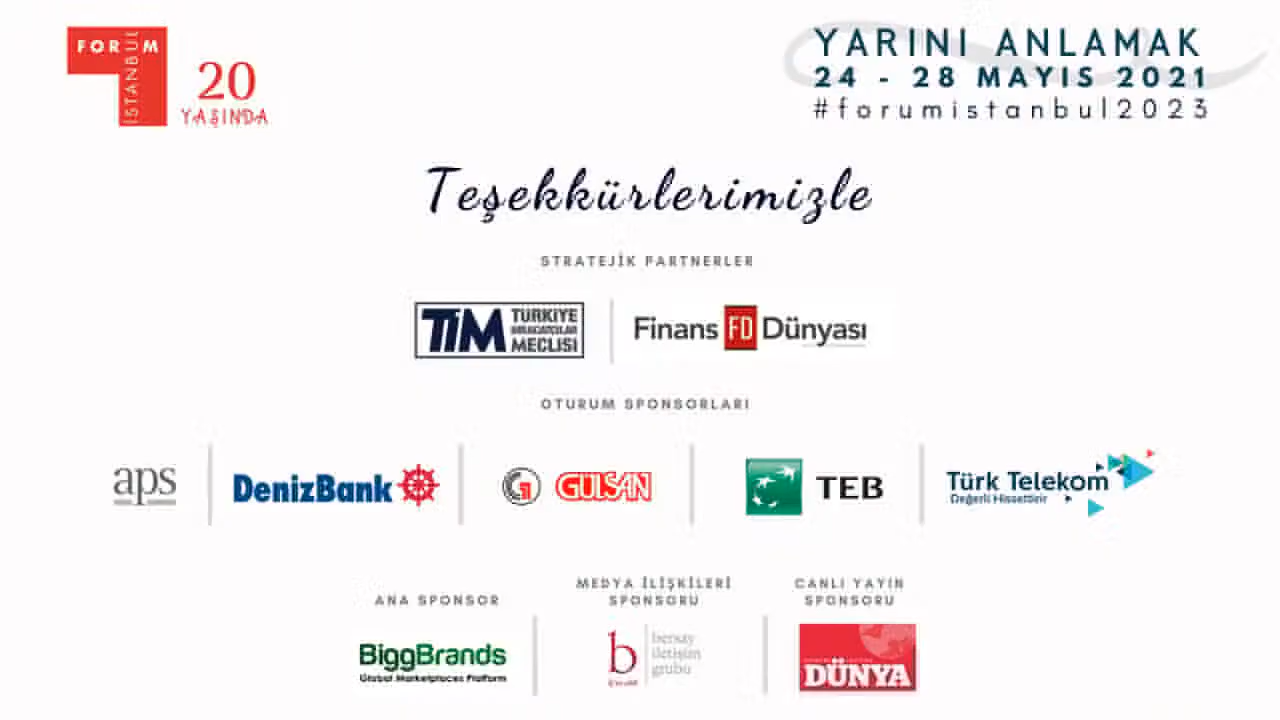 FORUM
İSTANBUL
20
YAŞINDA
YARINI ANLAMAK
24 - 28 MAYIS 2021
#forumistanbul2023
Teşekkürlerimizle
STRATEJİK PARTNERLER
TİM TÜRKİYE
İHRACATÇILAR
MECLİSİ
Finans FD Dünyası
OTURUM SPONSORLARI
aps
DenizBank
GÜLSAN
TEB
Türk Telekom
Değerli Hissettirir
ANA SPONSOR
MEDYA İLİŞKİLERİ
SPONSORU
CANLI YAYIN
SPONSORU
BiggBrands
Global Marketplaces Platform
b
bersay
iletişim
grubu
DÜNYA